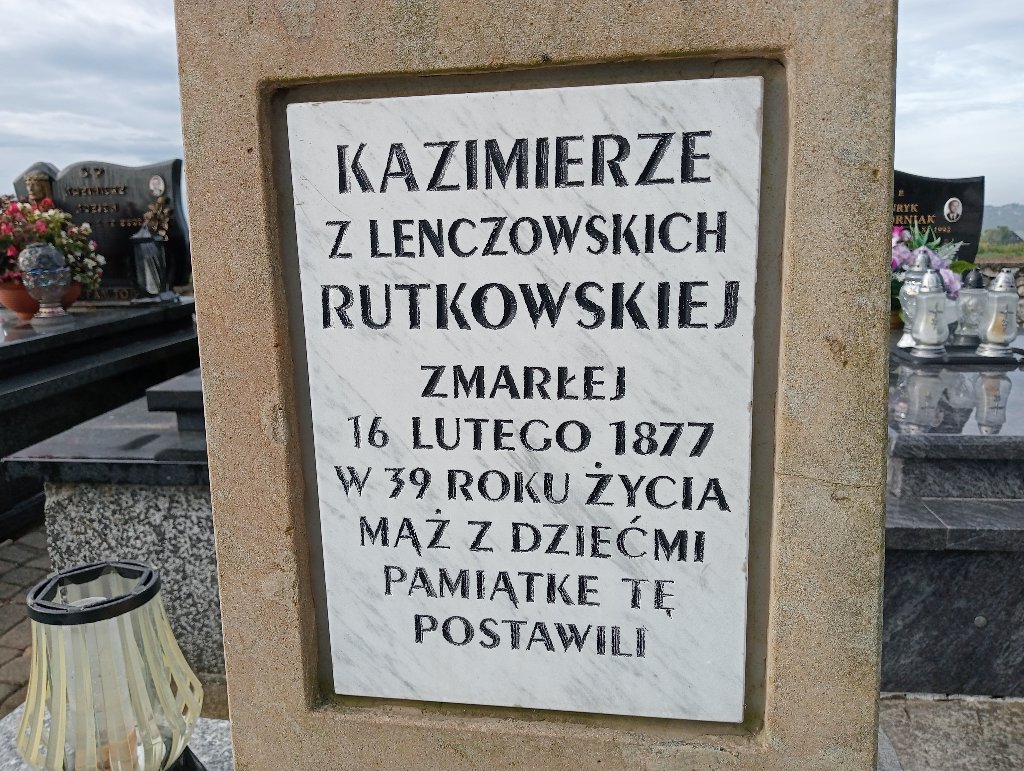 KAZIMIERZE
Z LENCZOWSKICH
RUTKOWSKIEJ
ZMARŁEJ
16 LUTEGO 1877
W 39 ROKU ŻYCIA
MĄŻ Z DZIEĆMI
PAMIĄTKE TĘ
POSTAWILI